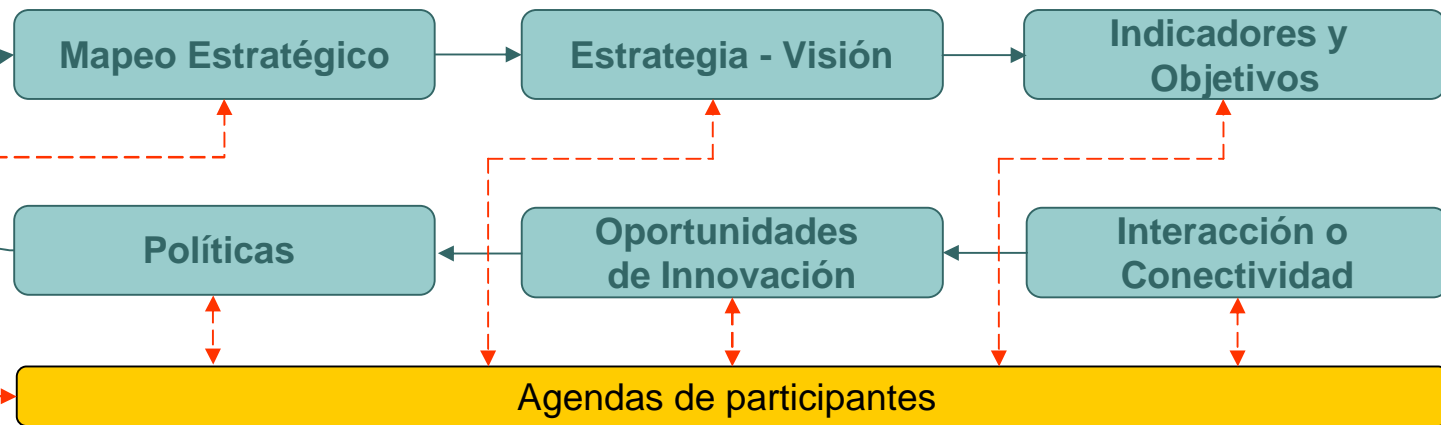 Mapeo Estratégico
Estrategia - Visión
Indicadores y
Objetivos
Políticas
Oportunidades
de Innovación
Interacción o
Conectividad
Agendas de participantes